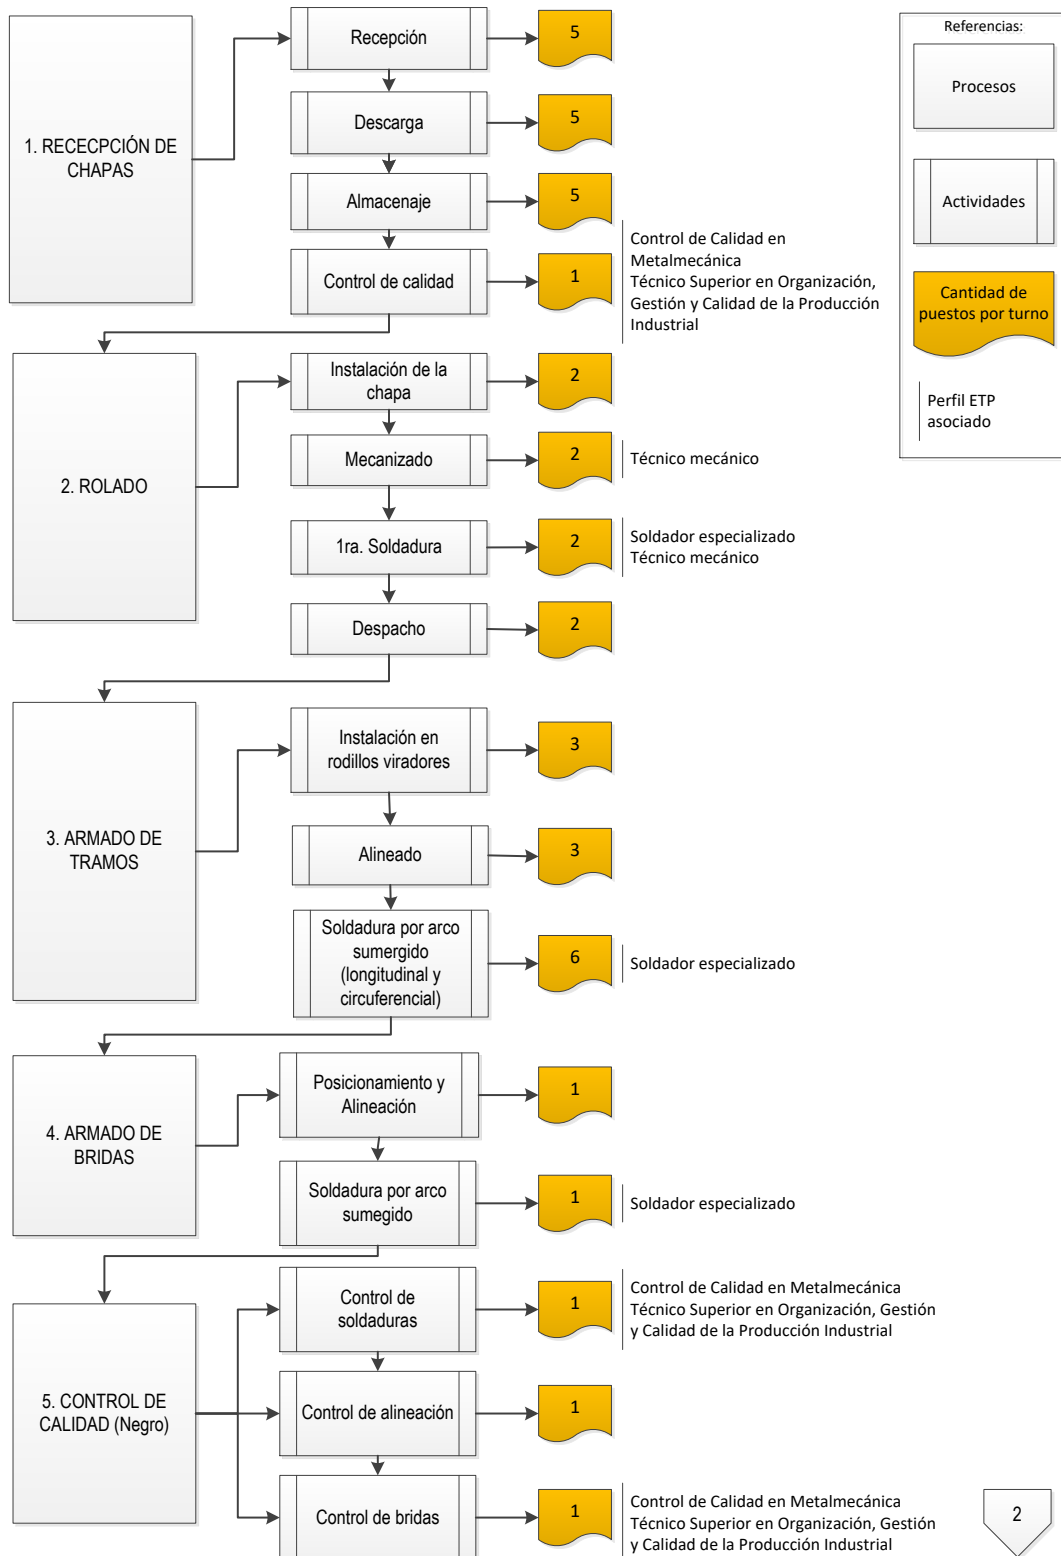 1. RECECPCIÓN DE
CHAPAS
Recepción
5
Descarga
5
Almacenaje
5
Control de calidad
1
Control de Calidad en
Metalmecánica
Técnico Superior en Organización,
Gestión y Calidad de la Producción
Industrial
2. ROLADO
Instalación de la
chapa
2
Mecanizado
2
Técnico mecánico
1ra. Soldadura
2
Soldador especializado
Técnico mecánico
Despacho
2
3. ARMADO DE
TRAMOS
Instalación en
rodillos viradores
3
Alineado
3
Soldadura por arco
sumergido
(longitudinal y
circuferencial)
6
Soldador especializado
4. ARMADO DE
BRIDAS
Posicionamiento y
Alineación
1
Soldadura por arco
sumegido
1
Soldador especializado
5. CONTROL DE
CALIDAD (Negro)
Control de
soldaduras
1
Control de Calidad en Metalmecánica
Técnico Superior en Organización, Gestión
y Calidad de la Producción Industrial
Control de alineación
1
Control de bridas
1
Control de Calidad en Metalmecánica
Técnico Superior en Organización, Gestión
y Calidad de la Producción Industrial
Referencias:
Procesos
Actividades
Cantidad de
puestos por turno
Perfil ETP
asociado
2